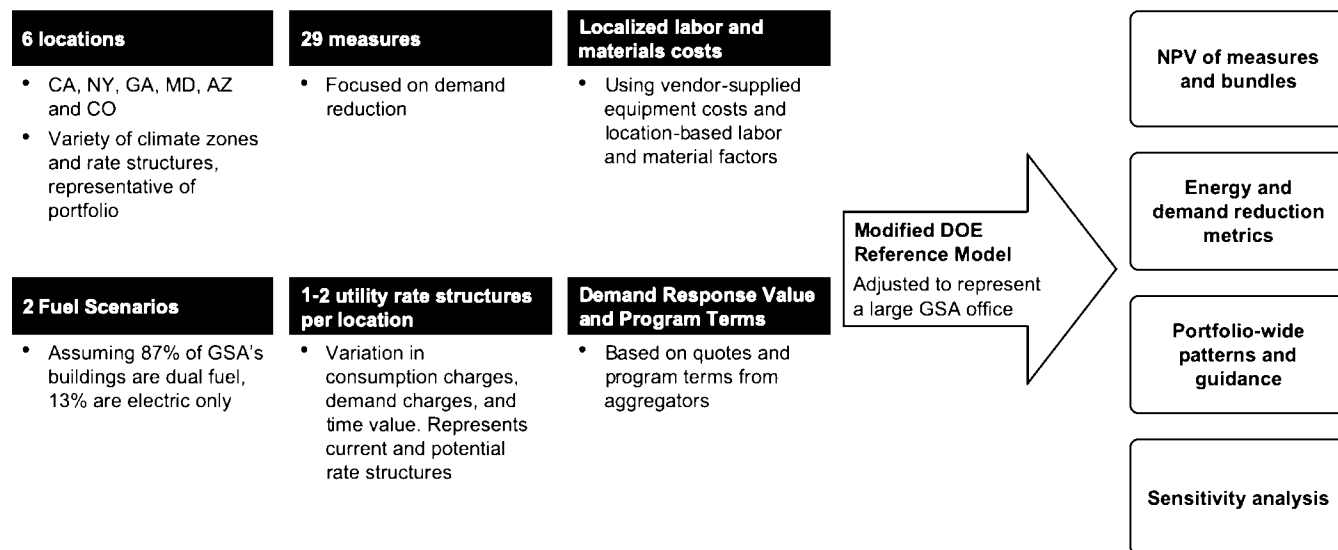 6 locations
• CA, NY, GA, MD, AZ
and CO
• Variety of climate zones
and rate structures,
representative of
portfolio
29 measures
• Focused on demand
reduction
Localized labor and
materials costs
• Using vendor-supplied
equipment costs and
location-based labor
and material factors
2 Fuel Scenarios
• Assuming 87% of GSA's
buildings are dual fuel,
13% are electric only
1-2 utility rate structures
per location
• Variation in
consumption charges,
demand charges, and
time value. Represents
current and potential
rate structures
Demand Response Value
and Program Terms
• Based on quotes and
program terms from
aggregators
Modified DOE
Reference Model
Adjusted to represent
a large GSA office
NPV of measures
and bundles
Energy and
demand reduction
metrics
Portfolio-wide
patterns and
guidance
Sensitivity analysis